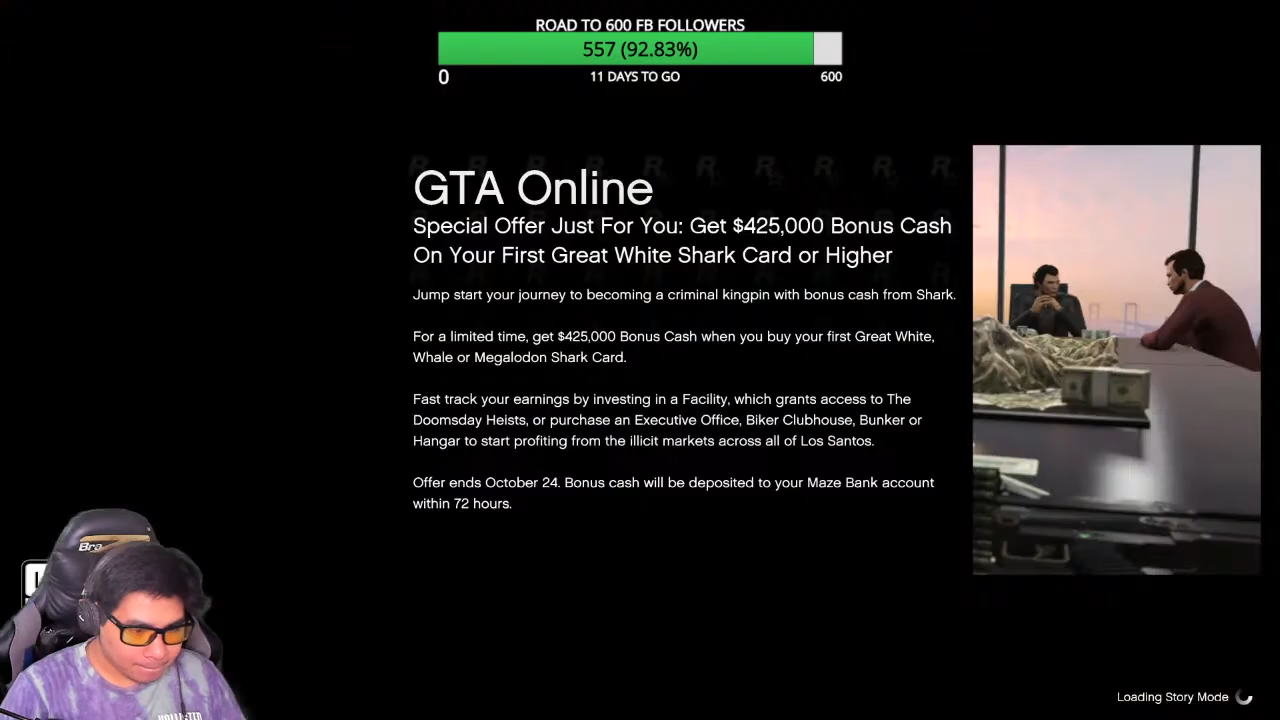 ROAD TO 600 FB FOLLOWERS
557 (92.83%)
0
11 DAYS TO GO
600
GTA Online
Special Offer Just For You: Get $425,000 Bonus Cash
On Your First Great White Shark Card or Higher
Jump start your journey to becoming a criminal kingpin with bonus cash from Shark.
For a limited time, get $425,000 Bonus Cash when you buy your first Great White,
Whale or Megalodon Shark Card.
Fast track your earnings by investing in a Facility, which grants access to The
Doomsday Heists, or purchase an Executive Office, Biker Clubhouse, Bunker or
Hangar to start profiting from the illicit markets across all of Los Santos.
Offer ends October 24. Bonus cash will be deposited to your Maze Bank account
within 72 hours.
Loading Story Mode